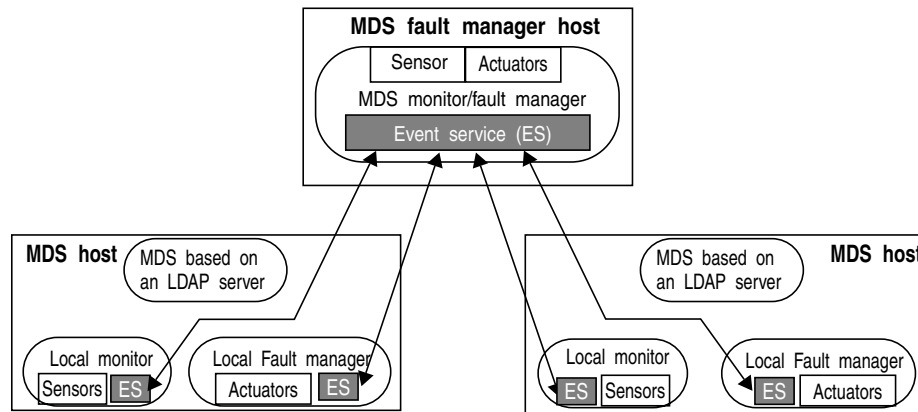 MDS fault manager host
Sensor
Actuators
MDS monitor/fault manager
Event service (ES)
MDS host
MDS based on
an LDAP server
Local monitor
Sensors
ES
Local Fault manager
Actuators
ES
MDS based on
an LDAP server
MDS host
Local monitor
ES
Sensors
Local Fault manager
ES
Actuators